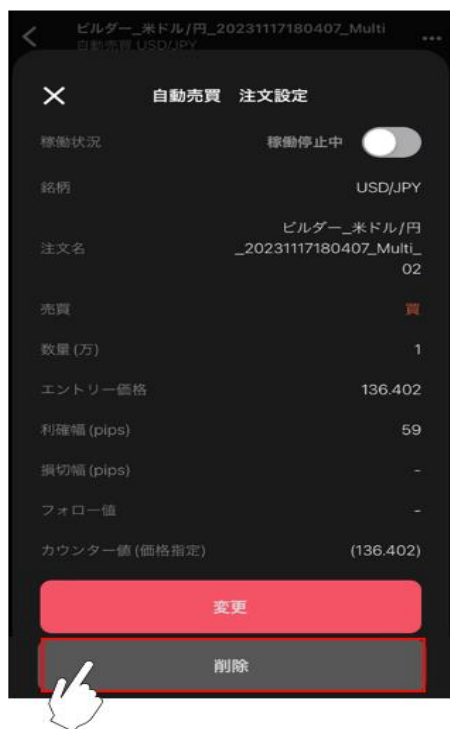 ビルダー_米ドル/円_20231117180407_Multi
自動売買 USD/JPY
自動売買 注文設定
稼働状況 稼働停止中
銘柄 USD/JPY
注文名 ビルダー_米ドル/円
_20231117180407_Multi_
02
売買 買
数量 (万) 1
エントリー価格 136.402
利確幅 (pips) 59
損切幅 (pips) -
フォロー値 -
カウンター値 (価格指定) (136.402)
変更
削除